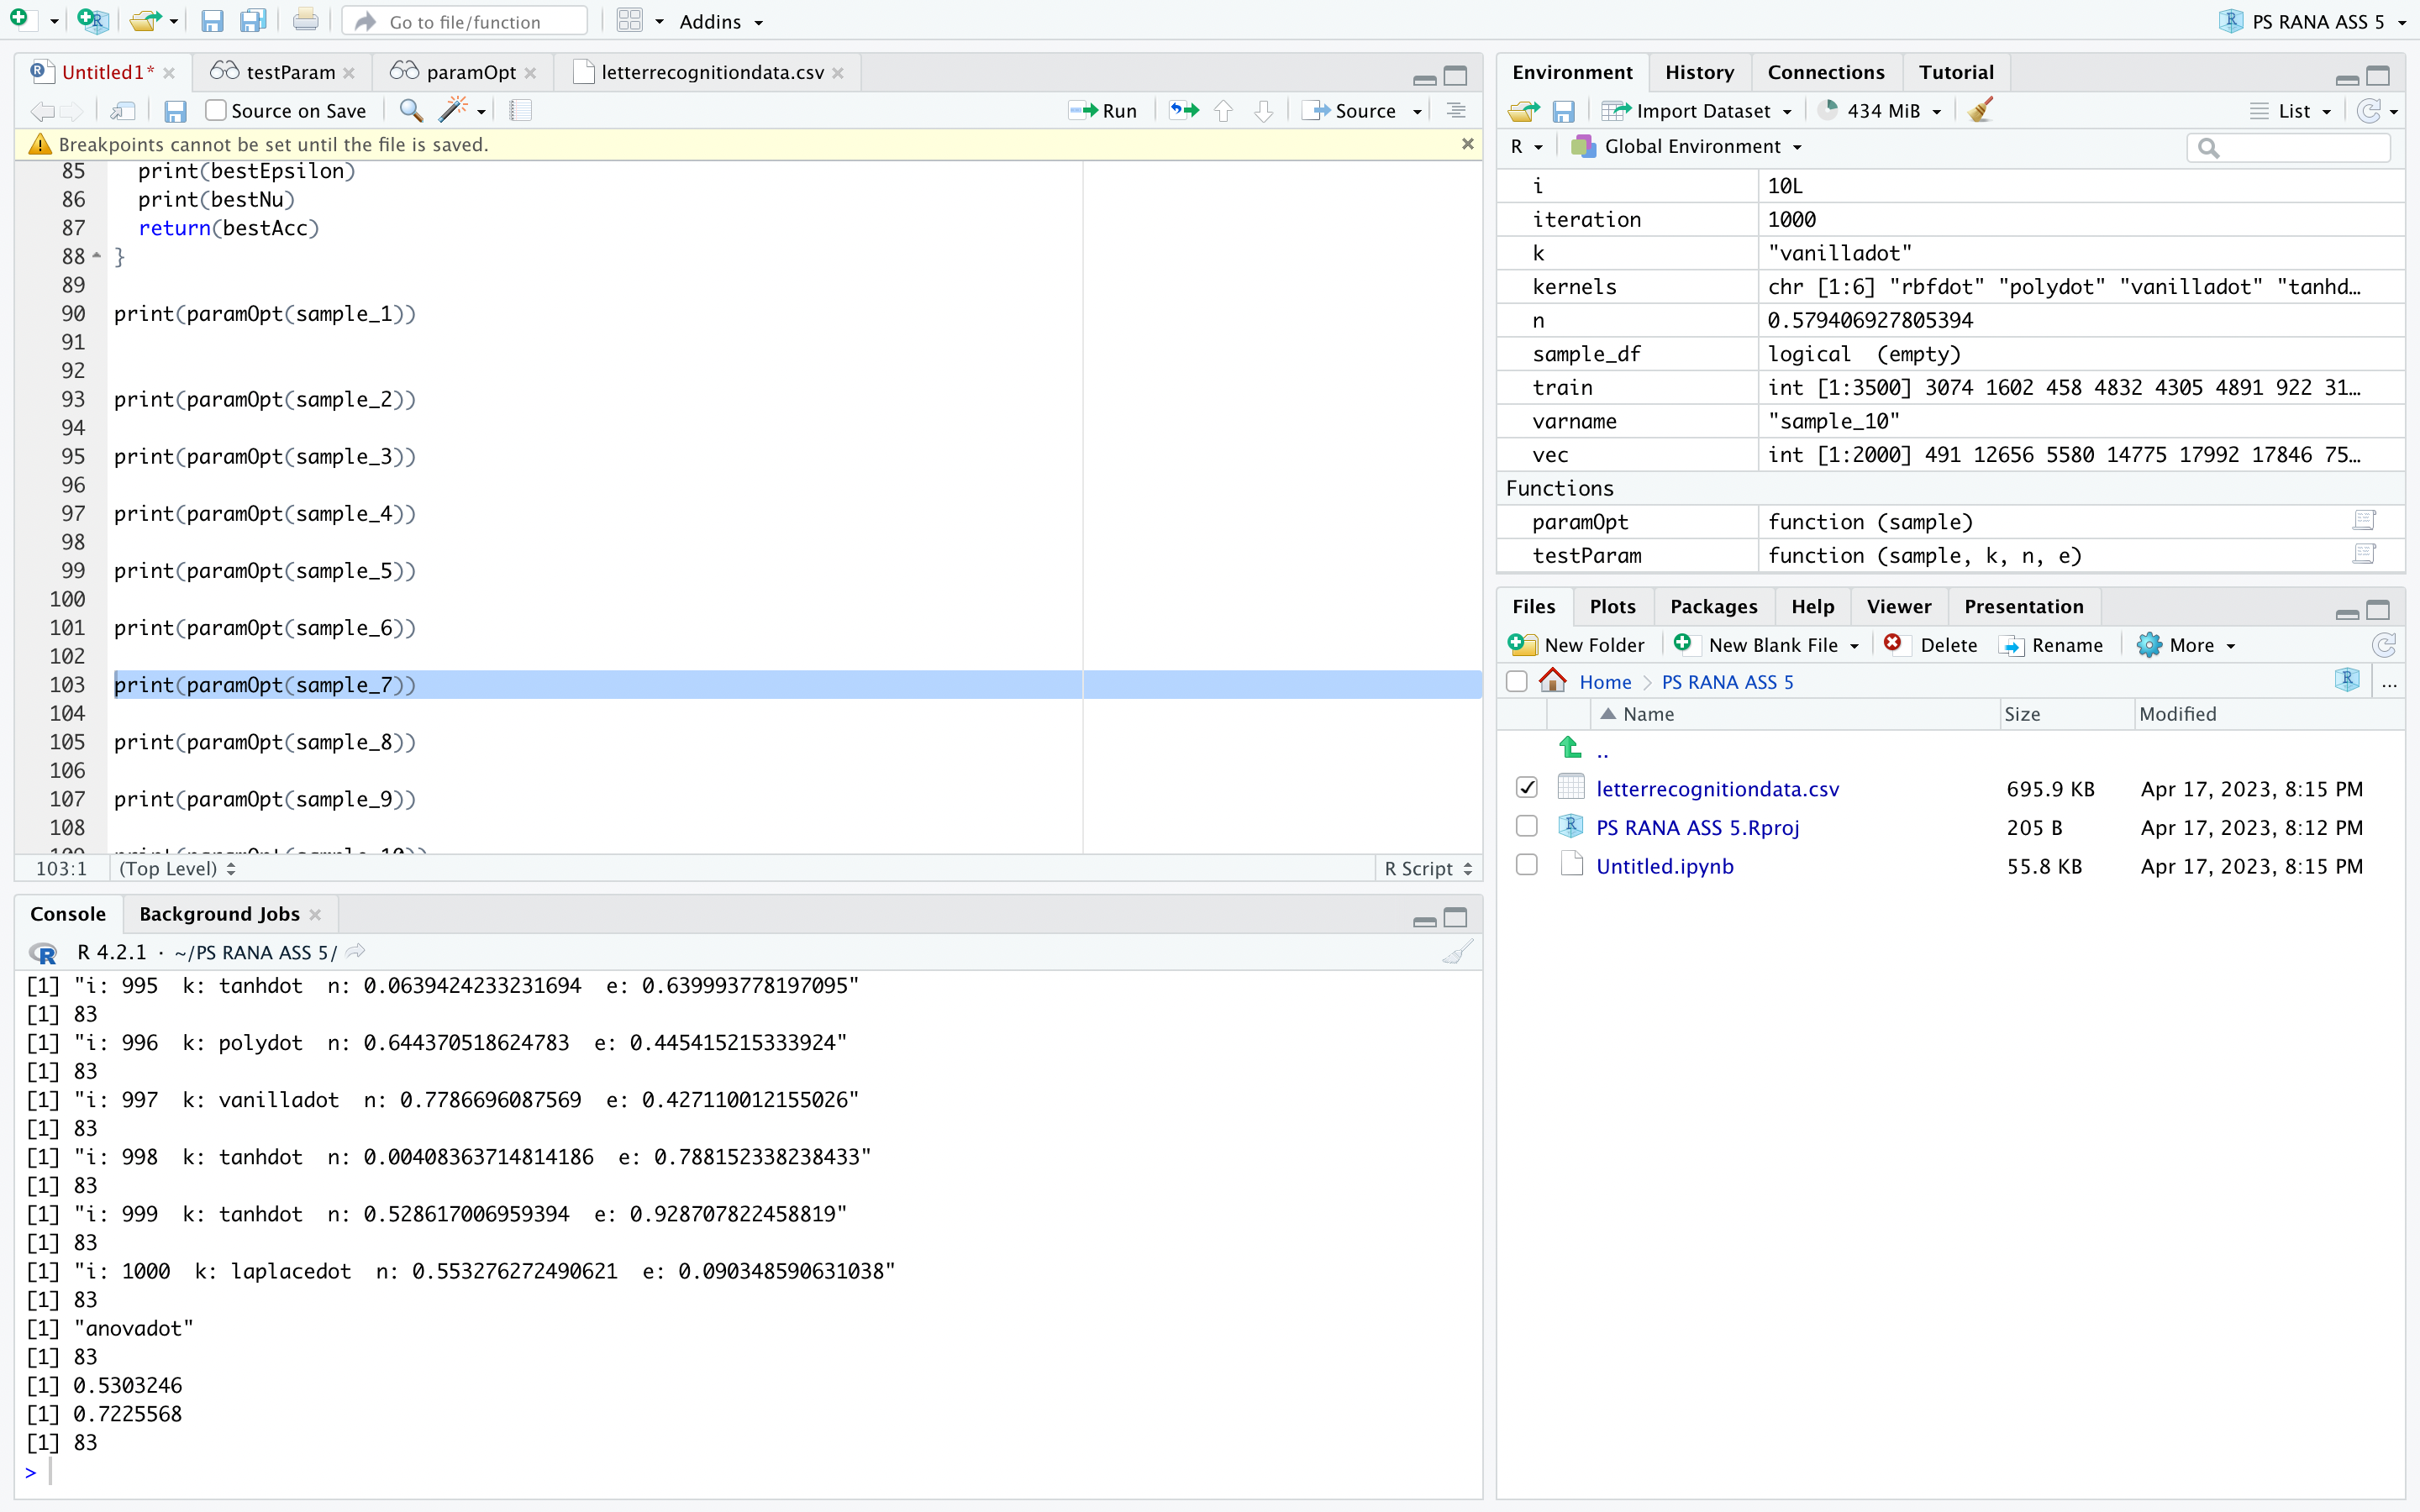 Go to file/function
Addins
PS RANA ASS 5
Untitled1*
testParam
paramOpt
letterrecognitiondata.csv
Source on Save
Run
Source
Breakpoints cannot be set until the file is saved.
85 print(bestEpsilon)
86 print(bestNu)
87 return(bestAcc)
88 }
89
90 print(paramOpt(sample_1))
91
92
93 print(paramOpt(sample_2))
94
95 print(paramOpt(sample_3))
96
97 print(paramOpt(sample_4))
98
99 print(paramOpt(sample_5))
100
101 print(paramOpt(sample_6))
102
103 print(paramOpt(sample_7))
104
105 print(paramOpt(sample_8))
106
107 print(paramOpt(sample_9))
108
109 print(paramOpt(sample_10))
103:1 (Top Level) R Script
Console Background Jobs
R 4.2.1 · ~/PS RANA ASS 5/
[1] "i: 995  k: tanhdot  n: 0.0639424233231694  e: 0.639993778197095"
[1] 83
[1] "i: 996  k: polydot  n: 0.644370518624783  e: 0.445415215333924"
[1] 83
[1] "i: 997  k: vanilladot  n: 0.7786696087569  e: 0.427110012155026"
[1] 83
[1] "i: 998  k: tanhdot  n: 0.00408363714814186  e: 0.788152338238433"
[1] 83
[1] "i: 999  k: tanhdot  n: 0.528617006959394  e: 0.928707822458819"
[1] 83
[1] "i: 1000  k: laplacedot  n: 0.553276272490621  e: 0.090348590631038"
[1] 83
[1] "anovadot"
[1] 83
[1] 0.5303246
[1] 0.7225568
[1] 83
>
Environment History Connections Tutorial
Import Dataset 434 MiB List
R Global Environment
i 10L
iteration 1000
k "vanilladot"
kernels chr [1:6] "rbfdot" "polydot" "vanilladot" "tanhd…
n 0.579406927805394
sample_df logical (empty)
train int [1:3500] 3074 1602 458 4832 4305 4891 922 31…
varname "sample_10"
vec int [1:2000] 491 12656 5580 14775 17992 17846 75…
Functions
paramOpt function (sample)
testParam function (sample, k, n, e)
Files Plots Packages Help Viewer Presentation
New Folder New Blank File Delete Rename More
Home PS RANA ASS 5 ...
Name Size Modified
..
letterrecognitiondata.csv 695.9 KB Apr 17, 2023, 8:15 PM
PS RANA ASS 5.Rproj 205 B Apr 17, 2023, 8:12 PM
Untitled.ipynb 55.8 KB Apr 17, 2023, 8:15 PM